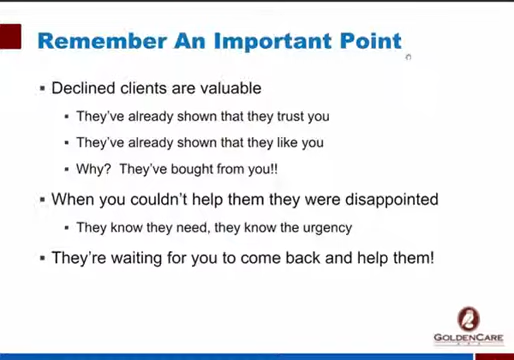 Remember An Important Point
▪ Declined clients are valuable
▪ They've already shown that they trust you
▪ They've already shown that they like you
▪ Why? They've bought from you!!
▪ When you couldn't help them they were disappointed
▪ They know they need, they know the urgency
▪ They're waiting for you to come back and help them!
GOLDENCARE